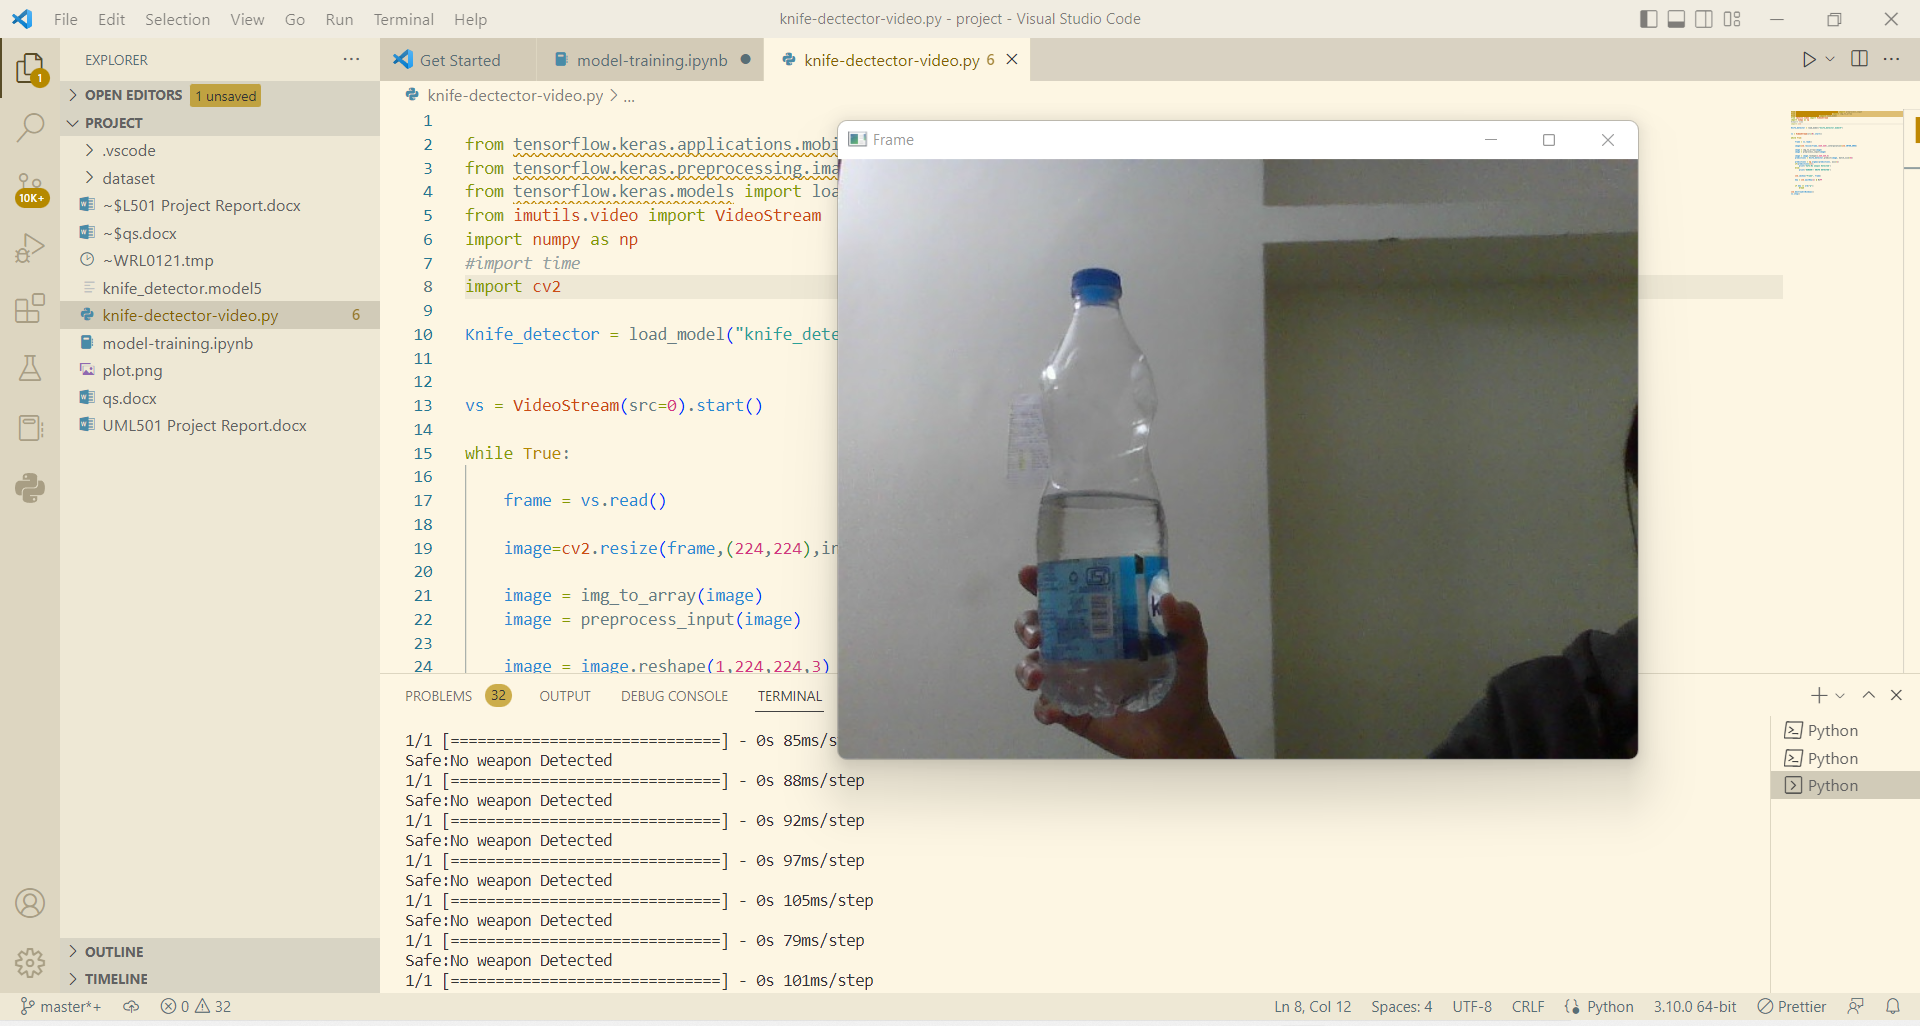 File Edit Selection View Go Run Terminal Help
knife-dectector-video.py - project - Visual Studio Code
EXPLORER
1
10K+
OPEN EDITORS 1 unsaved
PROJECT
.vscode
dataset
~$L501 Project Report.docx
~$qs.docx
~WRL0121.tmp
knife_detector.model5
knife-dectector-video.py 6
model-training.ipynb
plot.png
qs.docx
UML501 Project Report.docx
OUTLINE
TIMELINE
Get Started
model-training.ipynb
knife-dectector-video.py 6
knife-dectector-video.py > ...
1
2 from tensorflow.keras.applications.mobi
3 from tensorflow.keras.preprocessing.ima
4 from tensorflow.keras.models import loa
5 from imutils.video import VideoStream
6 import numpy as np
7 #import time
8 import cv2
9
10 Knife_detector = load_model("knife_dete
11
12
13 vs = VideoStream(src=0).start()
14
15 while True:
16
17 frame = vs.read()
18
19 image=cv2.resize(frame,(224,224),in
20
21 image = img_to_array(image)
22 image = preprocess_input(image)
23
24 image = image.reshape(1,224,224,3)
Frame
PROBLEMS 32 OUTPUT DEBUG CONSOLE TERMINAL
1/1 [==============================] - 0s 85ms/s
Safe:No weapon Detected
1/1 [==============================] - 0s 88ms/step
Safe:No weapon Detected
1/1 [==============================] - 0s 92ms/step
Safe:No weapon Detected
1/1 [==============================] - 0s 97ms/step
Safe:No weapon Detected
1/1 [==============================] - 0s 105ms/step
Safe:No weapon Detected
1/1 [==============================] - 0s 79ms/step
Safe:No weapon Detected
1/1 [==============================] - 0s 101ms/step
Python
Python
Python
master*+ 0 32
Ln 8, Col 12 Spaces: 4 UTF-8 CRLF Python 3.10.0 64-bit Prettier